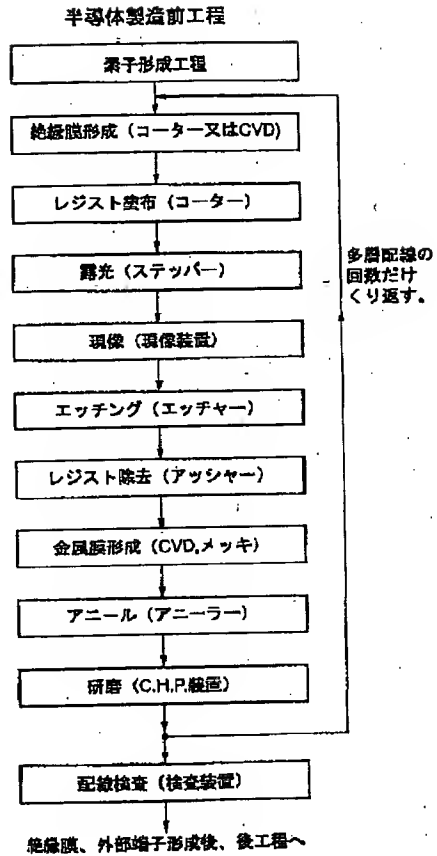 半導体製造前工程
素子形成工程
絶縁膜形成（コーター又はCVD)
レジスト塗布（コーター）
露光（ステッパー）
現像（現像装置）
エッチング（エッチャー）
レジスト除去（アッシャー）
金属膜形成（CVD,メッキ）
アニール（アニーラー）
研磨（C.H.P.装置）
配線検査（検査装置）
絶縁膜、外部端子形成後、後工程へ
多層配線の
回数だけ
くり返す。